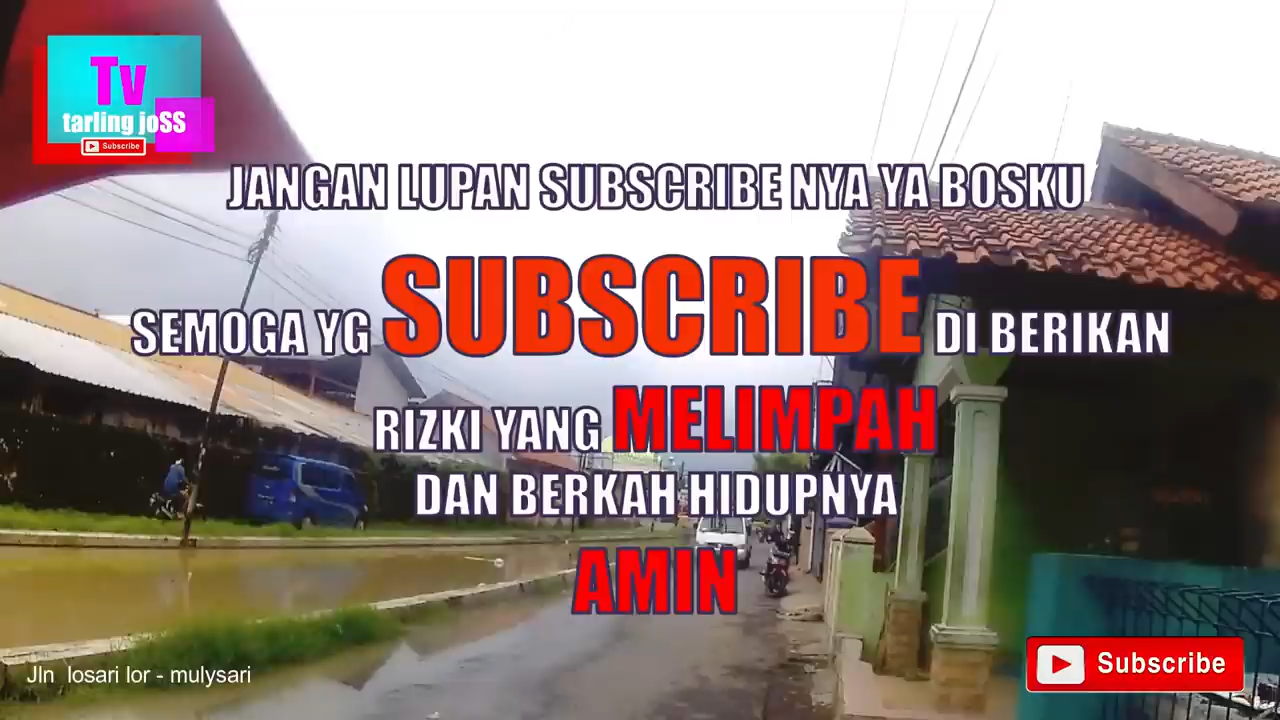 Tv
tarling joSS
Subscribe
JANGAN LUPAN SUBSCRIBE NYA YA BOSKU
SEMOGA YG SUBSCRIBE DI BERIKAN
RIZKI YANG MELIMPAH
DAN BERKAH HIDUPNYA
AMIN
Jln losari lor - mulysari
Subscribe